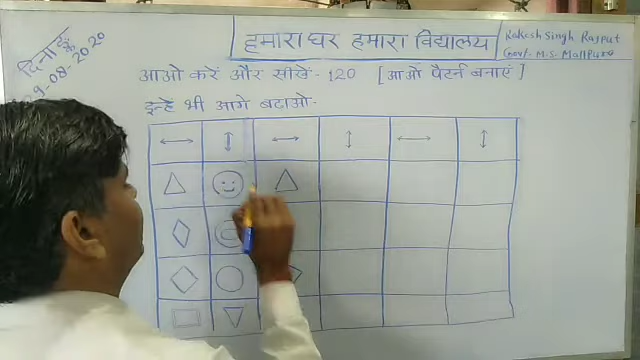 हमारा घर हमारा विद्यालय
Rakesh Singh Rajput
Govt. M.S. Mallpura
दिनांक
9-08-2020
आओ करें और सीखें- 120 [आओ पैटर्न बनाएं]
इन्हे भी आगे बढाओ-